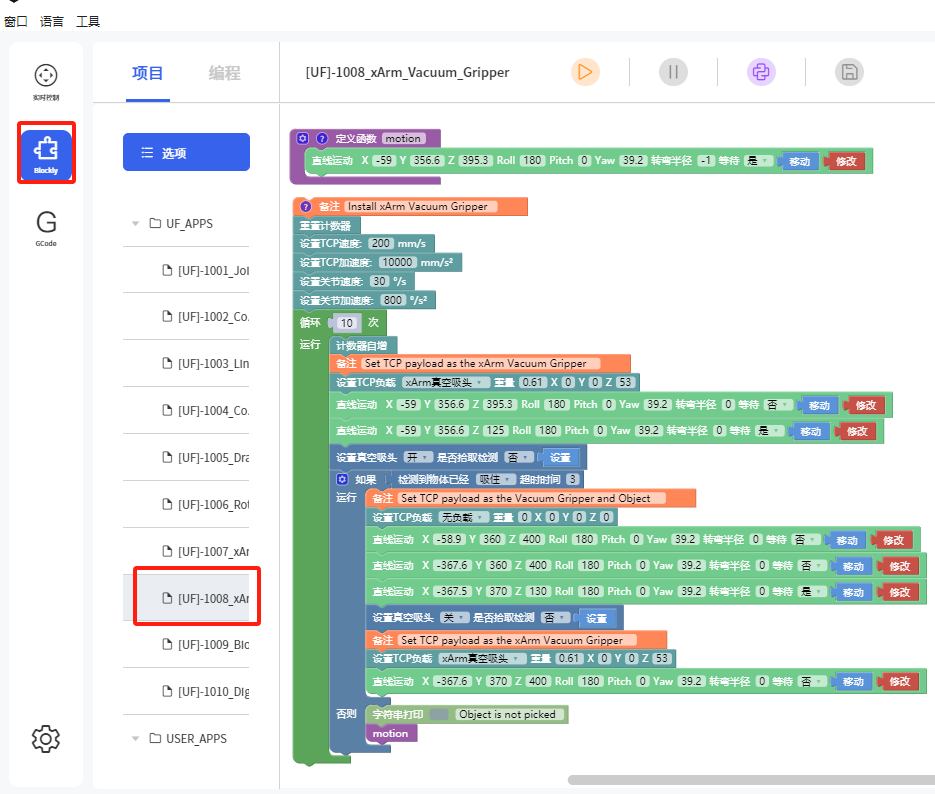 窗口 语言 工具
实时控制
Blockly
GCode
项目 编程
[UF]-1008_xArm_Vacuum_Gripper
选项
UF_APPS
[UF]-1001_Joi
[UF]-1002_Co.
[UF]-1003_Lin
[UF]-1004_Co.
[UF]-1005_Dra
[UF]-1006_Rot
[UF]-1007_xAr
[UF]-1008_xAr
[UF]-1009_Blo
[UF]-1010_Dig
USER_APPS
定义函数 motion
直线运动 X -59 Y 356.6 Z 395.3 Roll 180 Pitch 0 Yaw 39.2 转弯半径 -1 等待 是 移动 修改
备注 Install xArm Vacuum Gripper
重置计数器
设置TCP速度: 200 mm/s
设置TCP加速度: 10000 mm/s²
设置关节速度: 30 °/s
设置关节加速度: 800 °/s²
循环 10 次
运行 计数器自增
备注 Set TCP payload as the xArm Vacuum Gripper
设置TCP负载 xArm真空吸头 重量 0.61 X 0 Y 0 Z 53
直线运动 X -59 Y 356.6 Z 395.3 Roll 180 Pitch 0 Yaw 39.2 转弯半径 0 等待 否 移动 修改
直线运动 X -59 Y 356.6 Z 125 Roll 180 Pitch 0 Yaw 39.2 转弯半径 0 等待 是 移动 修改
设置真空吸头 开 是否拾取检测 否 设置
如果 检测到物体已经 吸住 超时时间 3
运行 备注 Set TCP payload as the Vacuum Gripper and Object
设置TCP负载 无负载 重量 0 X 0 Y 0 Z 0
直线运动 X -58.9 Y 360 Z 400 Roll 180 Pitch 0 Yaw 39.2 转弯半径 0 等待 否 移动 修改
直线运动 X -367.6 Y 360 Z 400 Roll 180 Pitch 0 Yaw 39.2 转弯半径 0 等待 否 移动 修改
直线运动 X -367.5 Y 370 Z 130 Roll 180 Pitch 0 Yaw 39.2 转弯半径 0 等待 是 移动 修改
设置真空吸头 关 是否拾取检测 否 设置
备注 Set TCP payload as the xArm Vacuum Gripper
设置TCP负载 xArm真空吸头 重量 0.61 X 0 Y 0 Z 53
直线运动 X -367.6 Y 370 Z 400 Roll 180 Pitch 0 Yaw 39.2 转弯半径 0 等待 否 移动 修改
否则 字符串打印 Object is not picked
motion